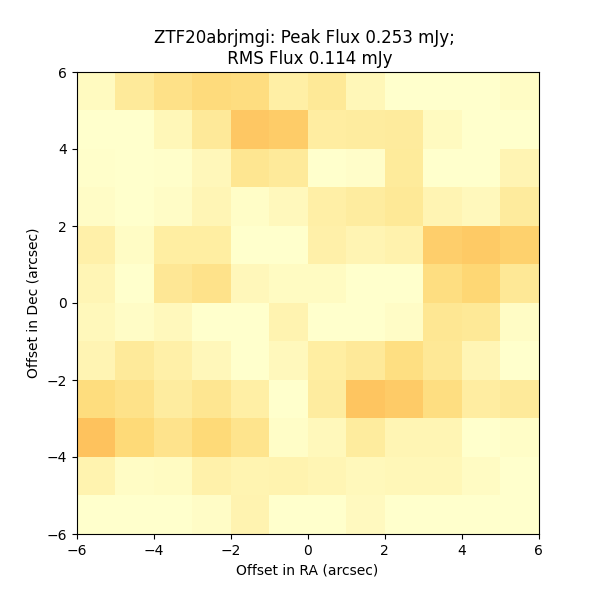 ZTF20abrjmgi: Peak Flux 0.253 mJy;
RMS Flux 0.114 mJy
6
4
2
0
−2
−4
−6
Offset in Dec (arcsec)
−6 −4 −2 0 2 4 6
Offset in RA (arcsec)